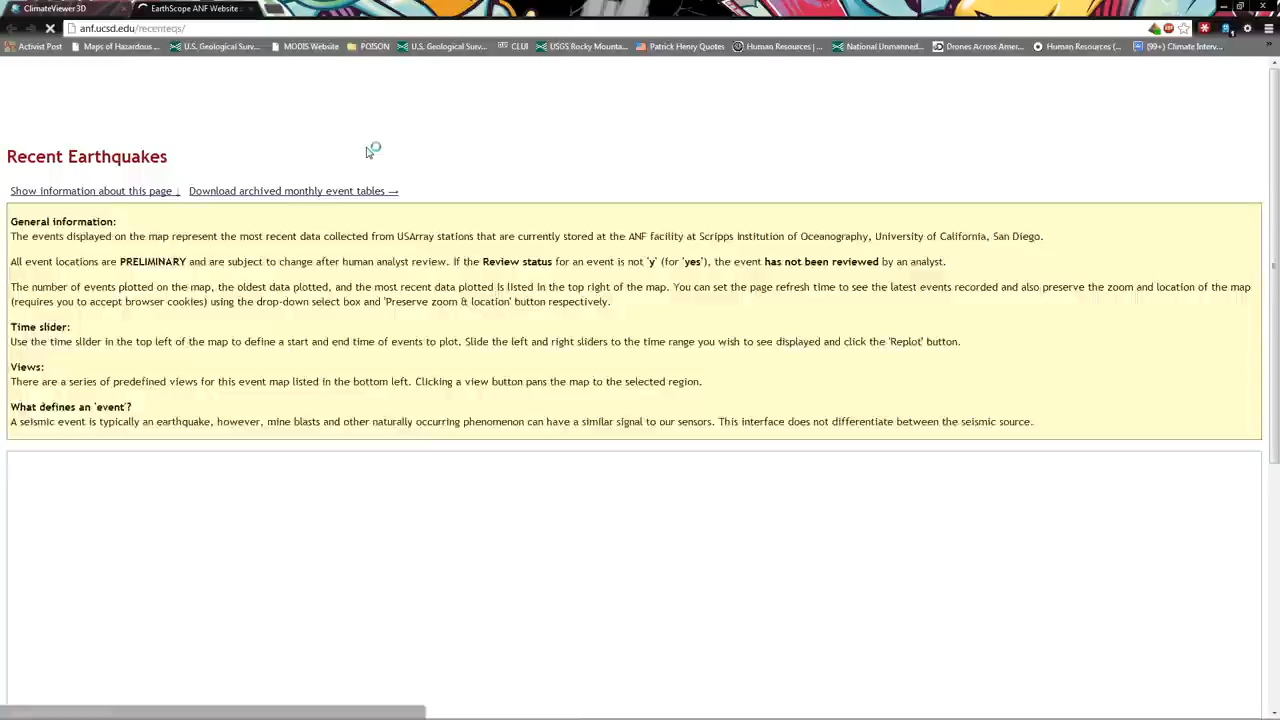 ClimateViewer3D
EarthScope ANF Website
anf.ucsd.edu/recenteqs/
Activist Post Maps of Hazardous ... U.S. Geological Surv... MODIS Website POISON U.S. Geological Surv... CLUI USGS Rocky Mounta... Patrick Henry Quotes Human Resources |... National Unmanned... Drones Across Amer... Human Resources (... (99+) Climate Interv...
Recent Earthquakes
Show information about this page ↓ Download archived monthly event tables →
General information:
The events displayed on the map represent the most recent data collected from USArray stations that are currently stored at the ANF facility at Scripps Institution of Oceanography, University of California, San Diego.
All event locations are PRELIMINARY and are subject to change after human analyst review. If the Review status for an event is not 'y' (for 'yes'), the event has not been reviewed by an analyst.
The number of events plotted on the map, the oldest data plotted, and the most recent data plotted is listed in the top right of the map. You can set the page refresh time to see the latest events recorded and also preserve the zoom and location of the map
(requires you to accept browser cookies) using the drop-down select box and 'Preserve zoom & location' button respectively.
Time slider:
Use the time slider in the top left of the map to define a start and end time of events to plot. Slide the left and right sliders to the time range you wish to see displayed and click the 'Replot' button.
Views:
There are a series of predefined views for this event map listed in the bottom left. Clicking a view button pans the map to the selected region.
What defines an 'event'?
A seismic event is typically an earthquake, however, mine blasts and other naturally occurring phenomenon can have a similar signal to our sensors. This interface does not differentiate between the seismic source.